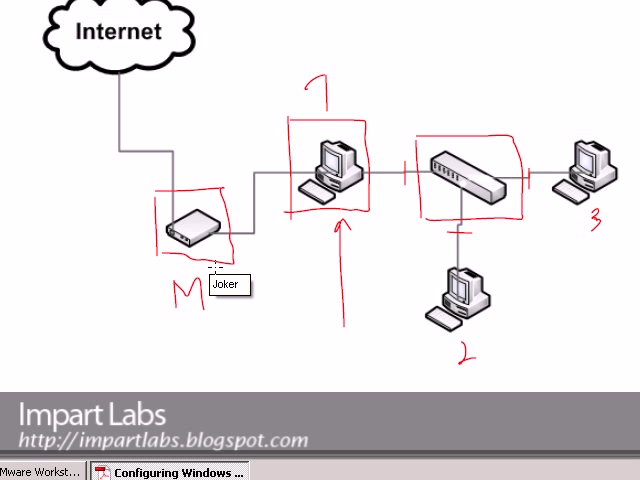 Internet
1
3
Joker
M
2
Impart Labs
http://impartlabs.blogspot.com
Mware Workst...
Configuring Windows ...